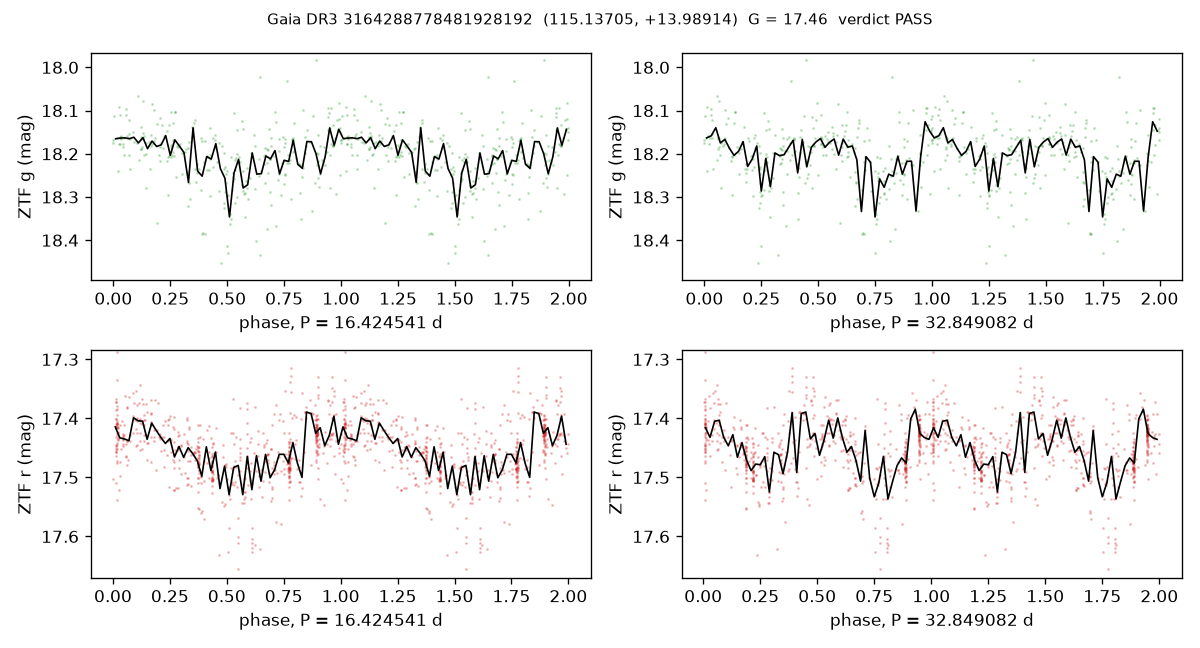 Gaia DR3 3164288778481928192 (115.13705, +13.98914) G = 17.46 verdict PASS
ZTF g (mag)
18.0
18.1
18.2
18.3
18.4
0.00 0.25 0.50 0.75 1.00 1.25 1.50 1.75 2.00
phase, P = 16.424541 d
ZTF g (mag)
18.0
18.1
18.2
18.3
18.4
0.00 0.25 0.50 0.75 1.00 1.25 1.50 1.75 2.00
phase, P = 32.849082 d
ZTF r (mag)
17.3
17.4
17.5
17.6
0.00 0.25 0.50 0.75 1.00 1.25 1.50 1.75 2.00
phase, P = 16.424541 d
ZTF r (mag)
17.3
17.4
17.5
17.6
0.00 0.25 0.50 0.75 1.00 1.25 1.50 1.75 2.00
phase, P = 32.849082 d